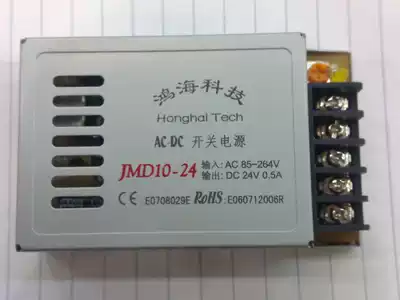 鸿海科技
Honghai Tech
AC-DC 开关电源
JMD10-24 输入: AC 85-264V
输出: DC 24V 0.5A
CE E0708029E RoHS: E060712006R